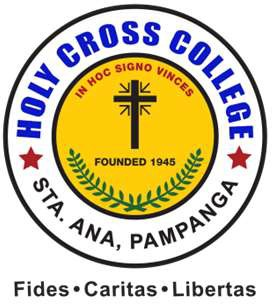 HOLY CROSS COLLEGE
IN HOC SIGNO VINCES
FOUNDED 1945
STA. ANA, PAMPANGA
Fides • Caritas • Libertas